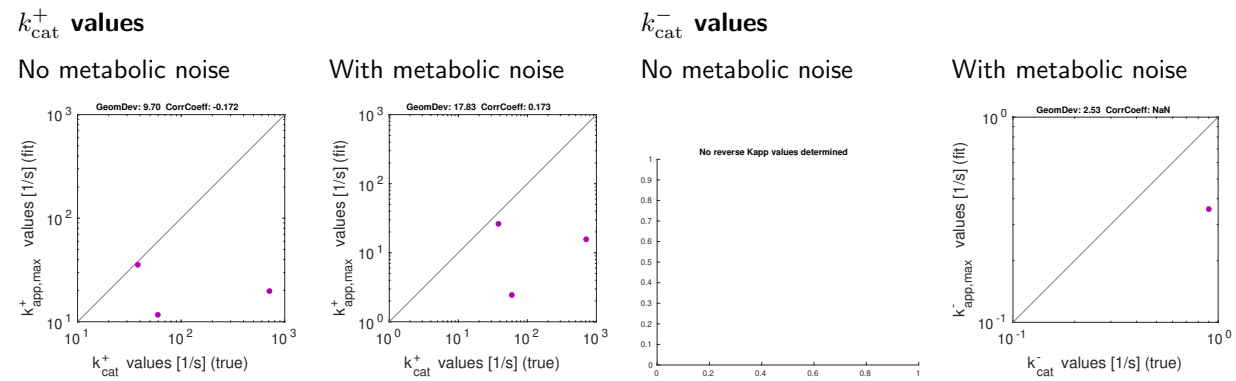 k⁺cat values
k⁻cat values
No metabolic noise
With metabolic noise
No metabolic noise
With metabolic noise
GeomDev: 9.70 CorrCoeff: -0.172
10³
10²
10¹
10¹
10²
10³
k⁺app,max values [1/s] (fit)
k⁺cat values [1/s] (true)
GeomDev: 17.83 CorrCoeff: 0.173
10³
10²
10¹
10⁰
10⁰
10¹
10²
10³
k⁺app,max values [1/s] (fit)
k⁺cat values [1/s] (true)
No reverse Kapp values determined
1
0.9
0.8
0.7
0.6
0.5
0.4
0.3
0.2
0.1
0
0
0.2
0.4
0.6
0.8
1
GeomDev: 2.53 CorrCoeff: NaN
10⁰
10⁻¹
10⁻¹
10⁰
k⁻app,max values [1/s] (fit)
k⁻cat values [1/s] (true)